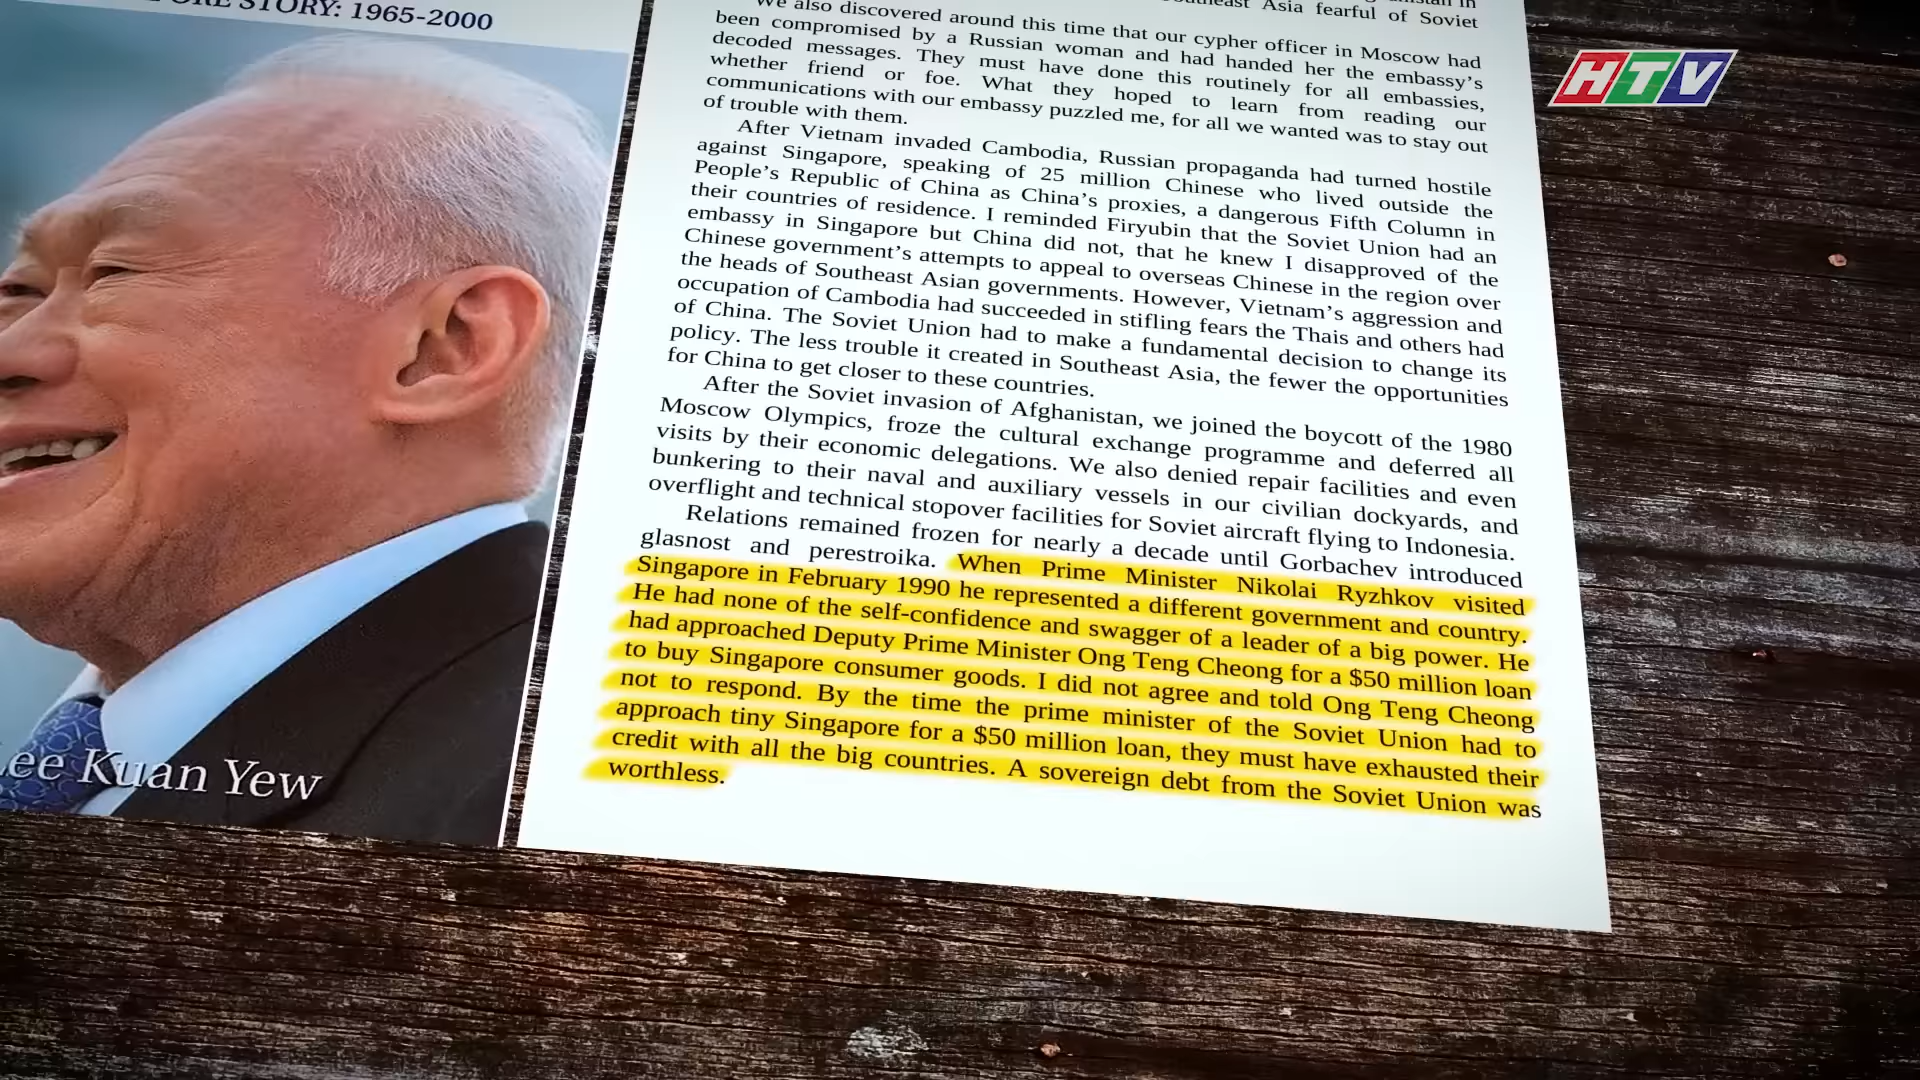 STORY: 1965-2000
Lee Kuan Yew
Asia fearful of Soviet
We also discovered around this time that our cypher officer in Moscow had
been compromised by a Russian woman and had handed her the embassy's
decoded messages. They must have done this routinely for all embassies,
whether friend or foe. What they hoped to learn from reading our
communications with our embassy puzzled me, for all we wanted was to stay out
of trouble with them.
After Vietnam invaded Cambodia, Russian propaganda had turned hostile
against Singapore, speaking of 25 million Chinese who lived outside the
People's Republic of China as China's proxies, a dangerous Fifth Column in
their countries of residence. I reminded Firyubin that the Soviet Union had an
embassy in Singapore but China did not, that he knew I disapproved of the
Chinese government's attempts to appeal to overseas Chinese in the region over
the heads of Southeast Asian governments. However, Vietnam's aggression and
occupation of Cambodia had succeeded in stifling fears the Thais and others had
of China. The Soviet Union had to make a fundamental decision to change its
policy. The less trouble it created in Southeast Asia, the fewer the opportunities
for China to get closer to these countries.
After the Soviet invasion of Afghanistan, we joined the boycott of the 1980
Moscow Olympics, froze the cultural exchange programme and deferred all
visits by their economic delegations. We also denied repair facilities and even
bunkering to their naval and auxiliary vessels in our civilian dockyards, and
overflight and technical stopover facilities for Soviet aircraft flying to Indonesia.
Relations remained frozen for nearly a decade until Gorbachev introduced
glasnost and perestroika. When Prime Minister Nikolai Ryzhkov visited
Singapore in February 1990 he represented a different government and country.
He had none of the self-confidence and swagger of a leader of a big power. He
had approached Deputy Prime Minister Ong Teng Cheong for a $50 million loan
to buy Singapore consumer goods. I did not agree and told Ong Teng Cheong
not to respond. By the time the prime minister of the Soviet Union had to
approach tiny Singapore for a $50 million loan, they must have exhausted their
credit with all the big countries. A sovereign debt from the Soviet Union was
worthless.
HTV